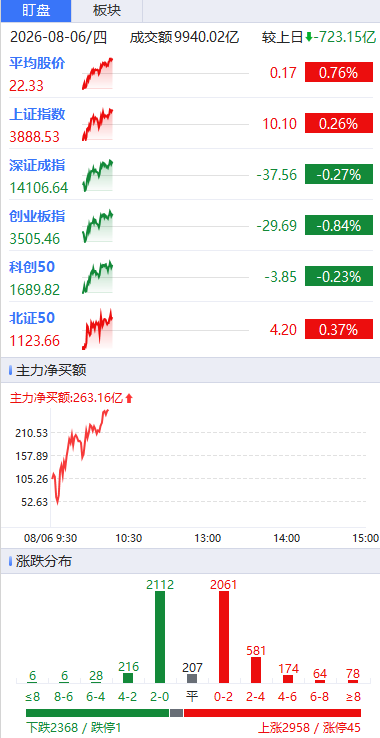 盯盘 板块
2026-08-06/四 成交额9940.02亿 较上日-723.15亿
平均股价
22.33 0.17 0.76%
上证指数
3888.53 10.10 0.26%
深证成指
14106.64 -37.56 -0.27%
创业板指
3505.46 -29.69 -0.84%
科创50
1689.82 -3.85 -0.23%
北证50
1123.66 4.20 0.37%
主力净买额
主力净买额:263.16亿
210.53
157.89
105.26
52.63
08/06 9:30 10:30 13:00 14:00 15:00
涨跌分布
6 6 28 216 2112 207 2061 581 174 64 78
≤8 8-6 6-4 4-2 2-0 平 0-2 2-4 4-6 6-8 ≥8
下跌2368 / 跌停1 上涨2958 / 涨停45